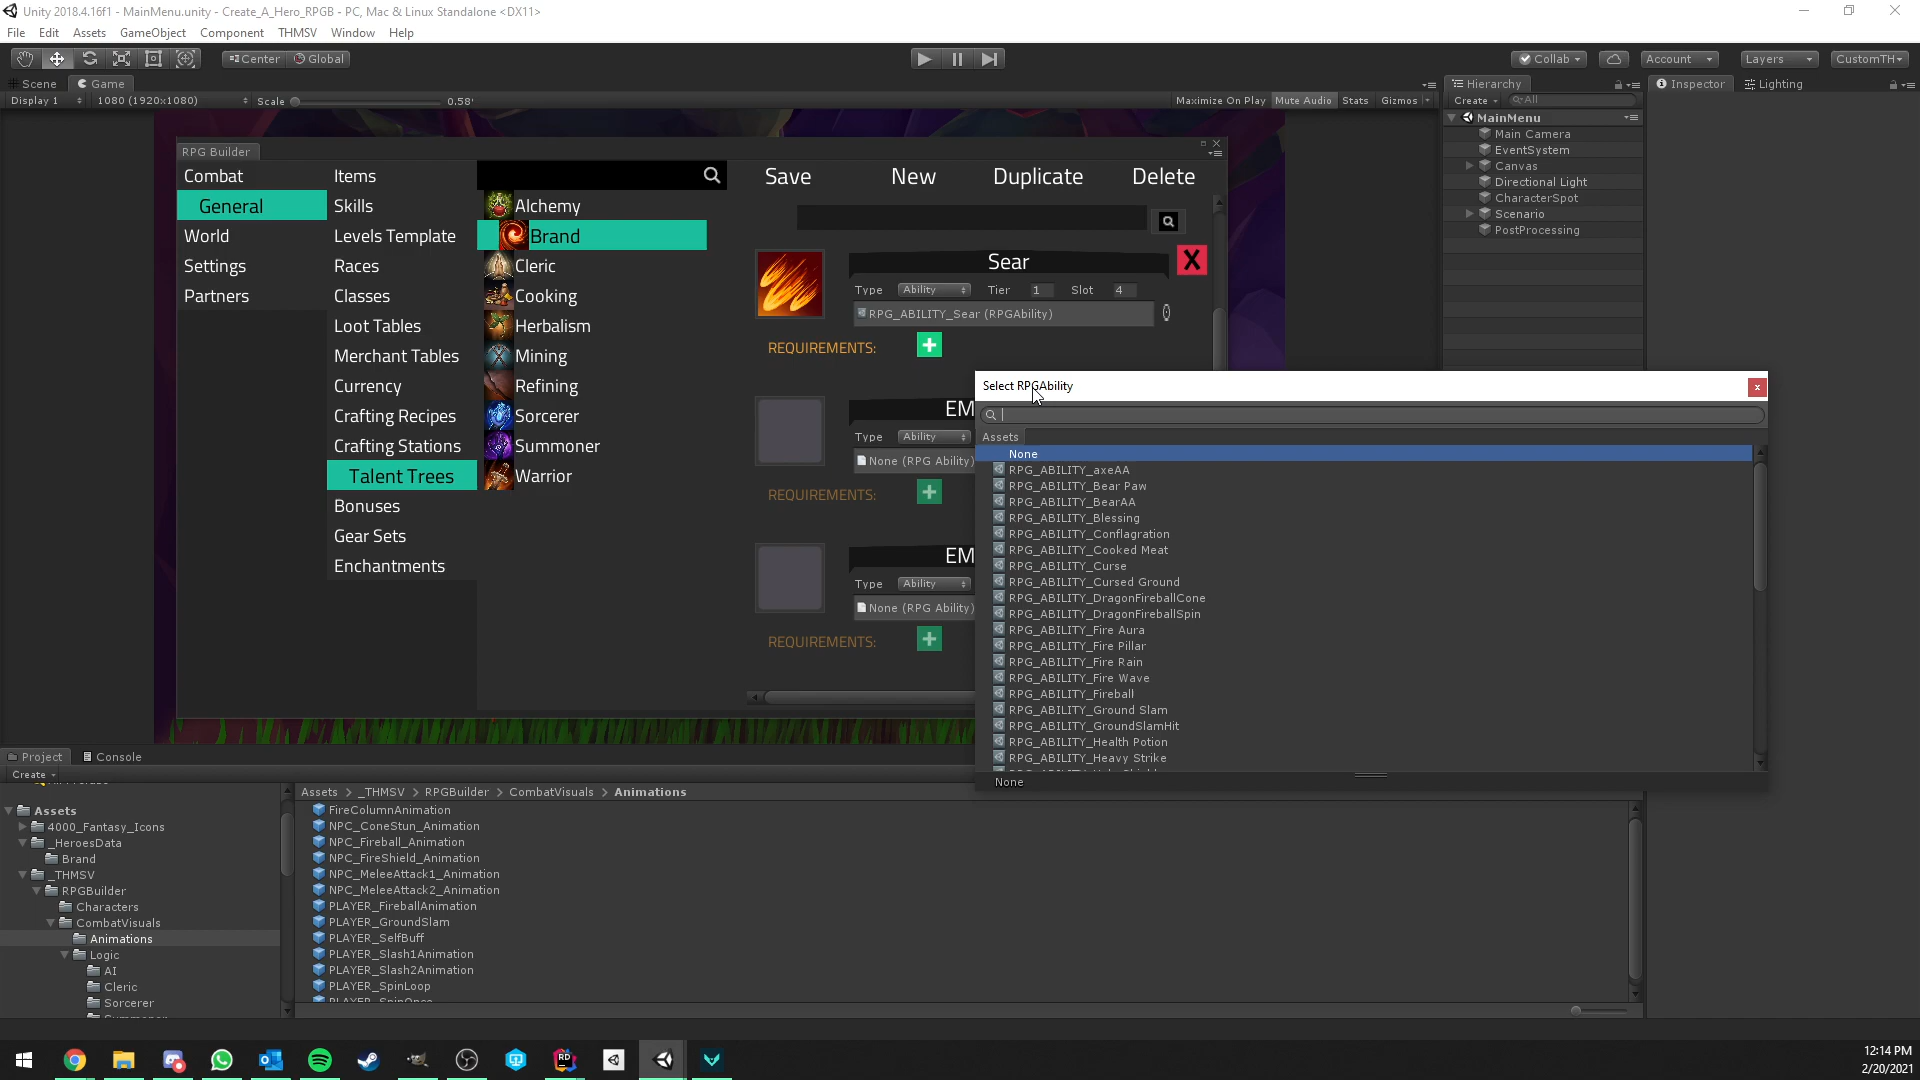 Unity 2018.4.16f1 - MainMenu.unity - Create_A_Hero_RPGB - PC, Mac & Linux Standalone <DX11>
File Edit Assets GameObject Component THMSV Window Help
Center Global
Collab Account Layers CustomTH
Scene Game
Display 1 1080 (1920x1080) Scale 0.58
Maximize On Play Mute Audio Stats Gizmos
Hierarchy
Create All
MainMenu
Main Camera
EventSystem
Canvas
Directional Light
CharacterSpot
Scenario
PostProcessing
Inspector Lighting
RPG Builder
Combat
General
World
Settings
Partners
Items
Skills
Levels Template
Races
Classes
Loot Tables
Merchant Tables
Currency
Crafting Recipes
Crafting Stations
Talent Trees
Bonuses
Gear Sets
Enchantments
Alchemy
Brand
Cleric
Cooking
Herbalism
Mining
Refining
Sorcerer
Summoner
Warrior
Save New Duplicate Delete
Sear X
Type Ability Tier 1 Slot 4
RPG_ABILITY_Sear (RPGAbility)
REQUIREMENTS: +
EM
Type Ability
None (RPG Ability)
REQUIREMENTS: +
EM
Type Ability
None (RPG Ability)
REQUIREMENTS: +
Select RPGAbility x
Assets
None
RPG_ABILITY_axeAA
RPG_ABILITY_Bear Paw
RPG_ABILITY_BearAA
RPG_ABILITY_Blessing
RPG_ABILITY_Conflagration
RPG_ABILITY_Cooked Meat
RPG_ABILITY_Curse
RPG_ABILITY_Cursed Ground
RPG_ABILITY_DragonFireballCone
RPG_ABILITY_DragonFireballSpin
RPG_ABILITY_Fire Aura
RPG_ABILITY_Fire Pillar
RPG_ABILITY_Fire Rain
RPG_ABILITY_Fire Wave
RPG_ABILITY_Fireball
RPG_ABILITY_Ground Slam
RPG_ABILITY_GroundSlamHit
RPG_ABILITY_Health Potion
RPG_ABILITY_Heavy Strike
None
Project Console
Create
Assets
4000_Fantasy_Icons
_HeroesData
Brand
_THMSV
RPGBuilder
Characters
CombatVisuals
Animations
Logic
AI
Cleric
Sorcerer
Assets > _THMSV > RPGBuilder > CombatVisuals > Animations
FireColumnAnimation
NPC_ConeStun_Animation
NPC_Fireball_Animation
NPC_FireShield_Animation
NPC_MeleeAttack1_Animation
NPC_MeleeAttack2_Animation
PLAYER_FireballAnimation
PLAYER_GroundSlam
PLAYER_SelfBuff
PLAYER_Slash1Animation
PLAYER_Slash2Animation
PLAYER_SpinLoop
PLAYER_SpinOnce
RD
12:14 PM
2/20/2021